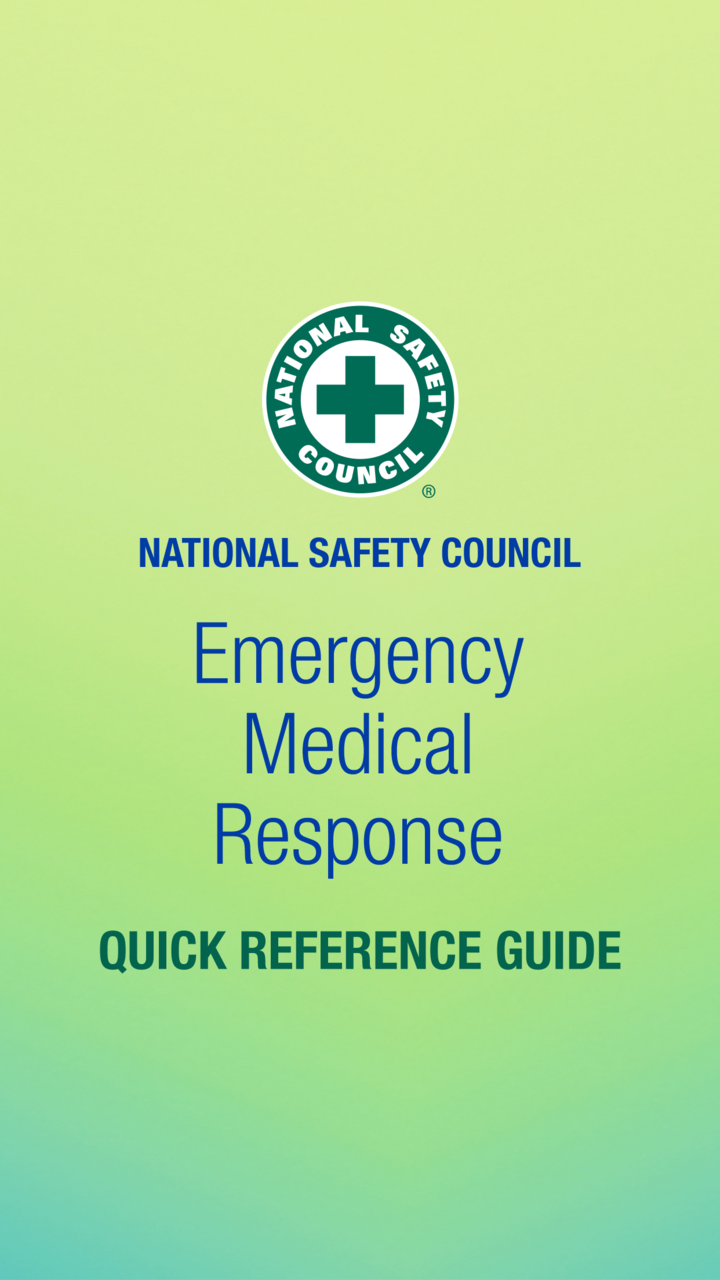 NATIONAL SAFETY
COUNCIL
®
NATIONAL SAFETY COUNCIL
Emergency
Medical
Response
QUICK REFERENCE GUIDE